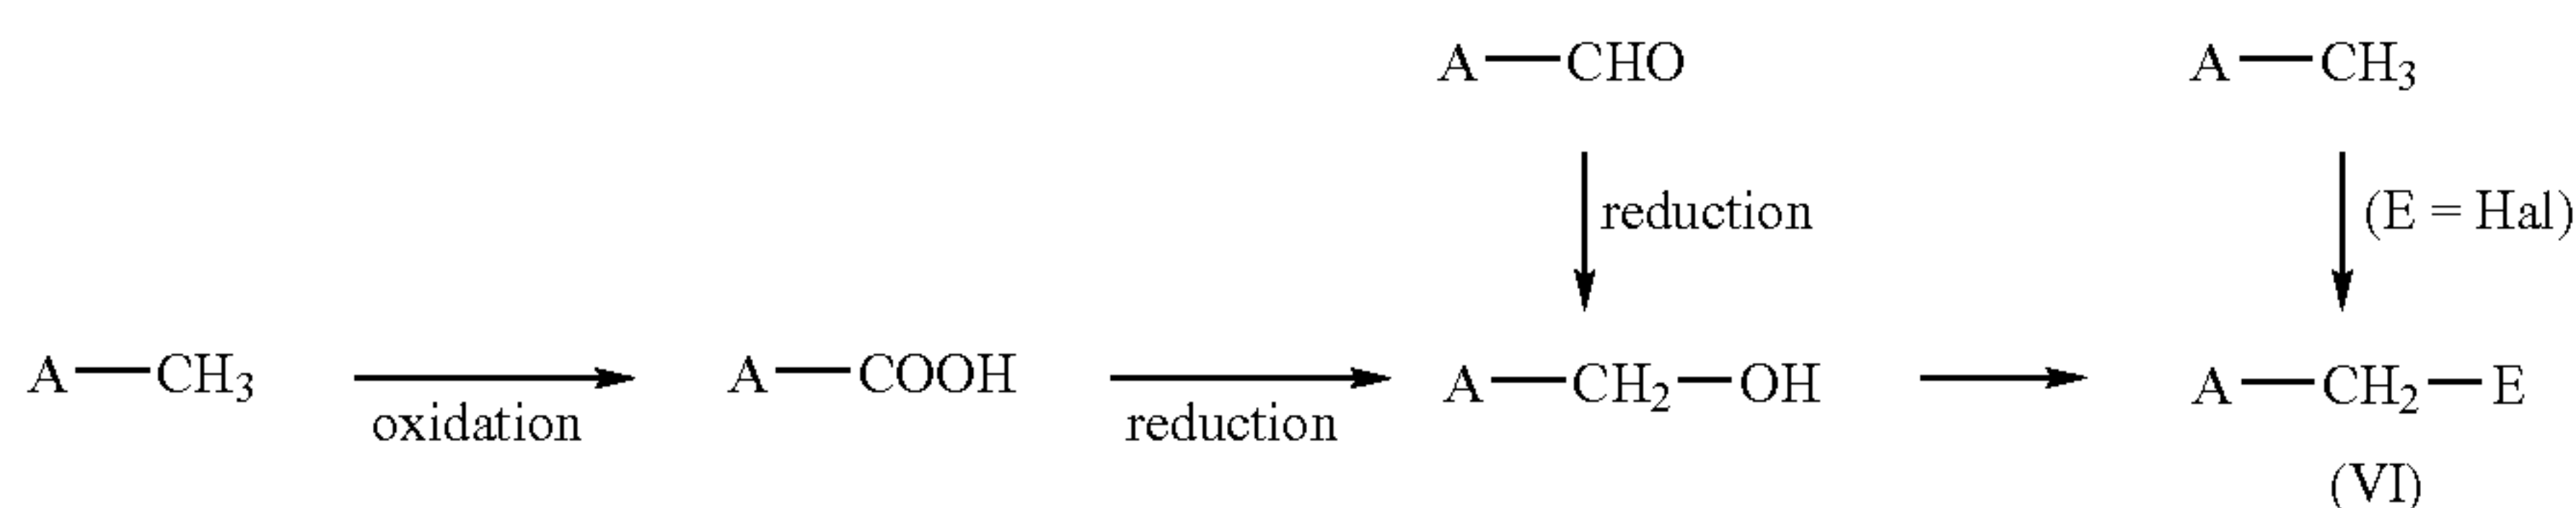 A—CHO
A—CH₃
reduction
(E = Hal)
A—CH₃
A—COOH
A—CH₂—OH
A—CH₂—E
oxidation
reduction
(VI)